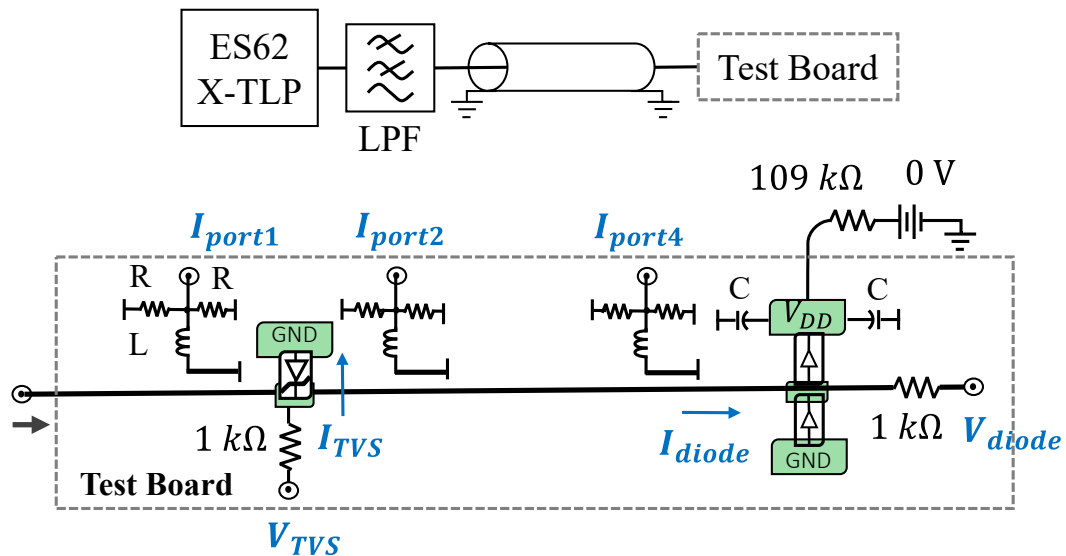 ES62
X-TLP
LPF
Test Board
109 kΩ
0 V
I_port1
I_port2
I_port4
R
R
L
GND
C
C
V_DD
1 kΩ
I_TVS
I_diode
1 kΩ
V_diode
GND
Test Board
V_TVS